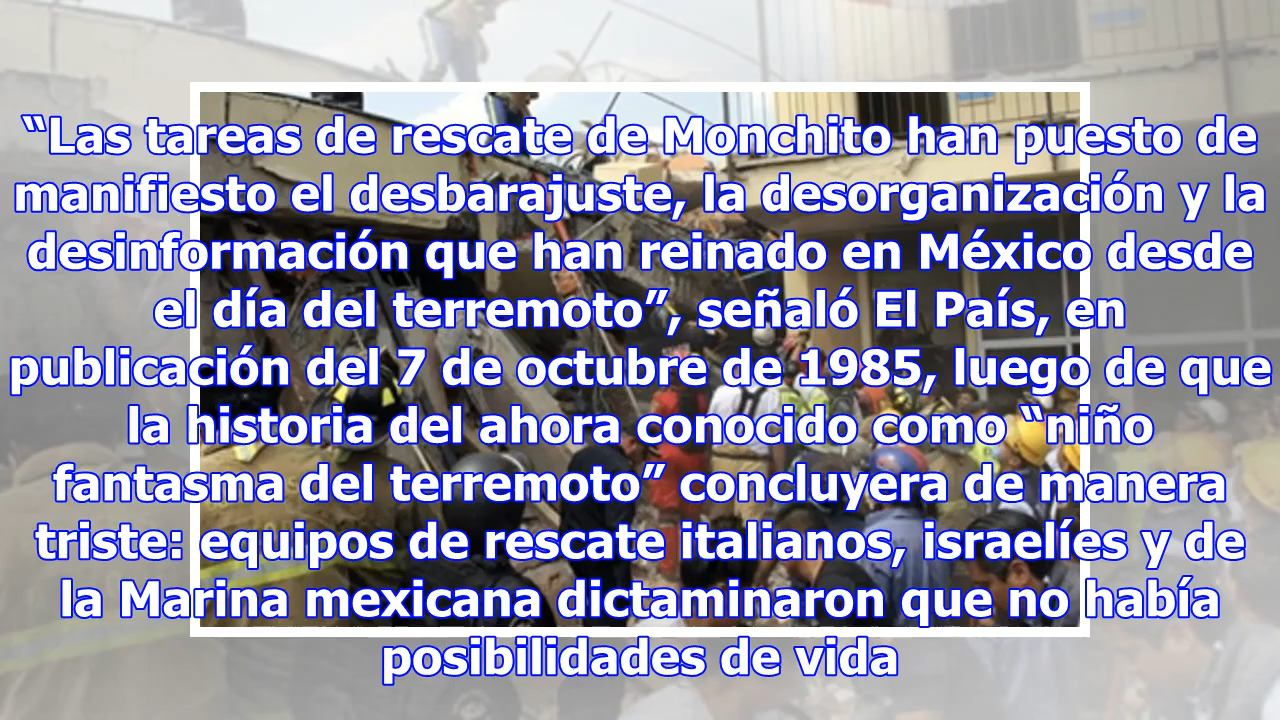 “Las tareas de rescate de Monchito han puesto de
manifiesto el desbarajuste, la desorganización y la
desinformación que han reinado en México desde
el día del terremoto”, señaló El País, en
publicación del 7 de octubre de 1985, luego de que
la historia del ahora conocido como “niño
fantasma del terremoto” concluyera de manera
triste: equipos de rescate italianos, israelíes y de
la Marina mexicana dictaminaron que no había
posibilidades de vida